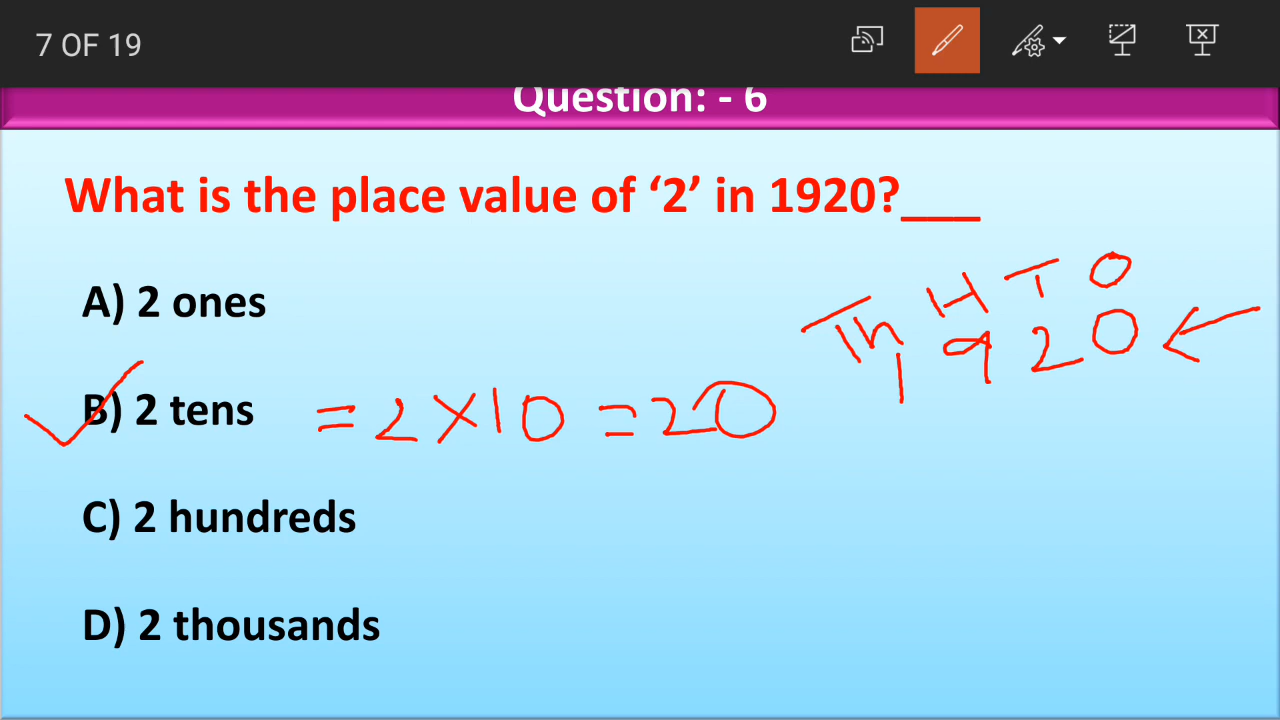 7 OF 19
Question: - 6
What is the place value of ‘2’ in 1920?___
A) 2 ones
Th H T O
1 9 2 0
B) 2 tens = 2 × 10 = 20
C) 2 hundreds
D) 2 thousands